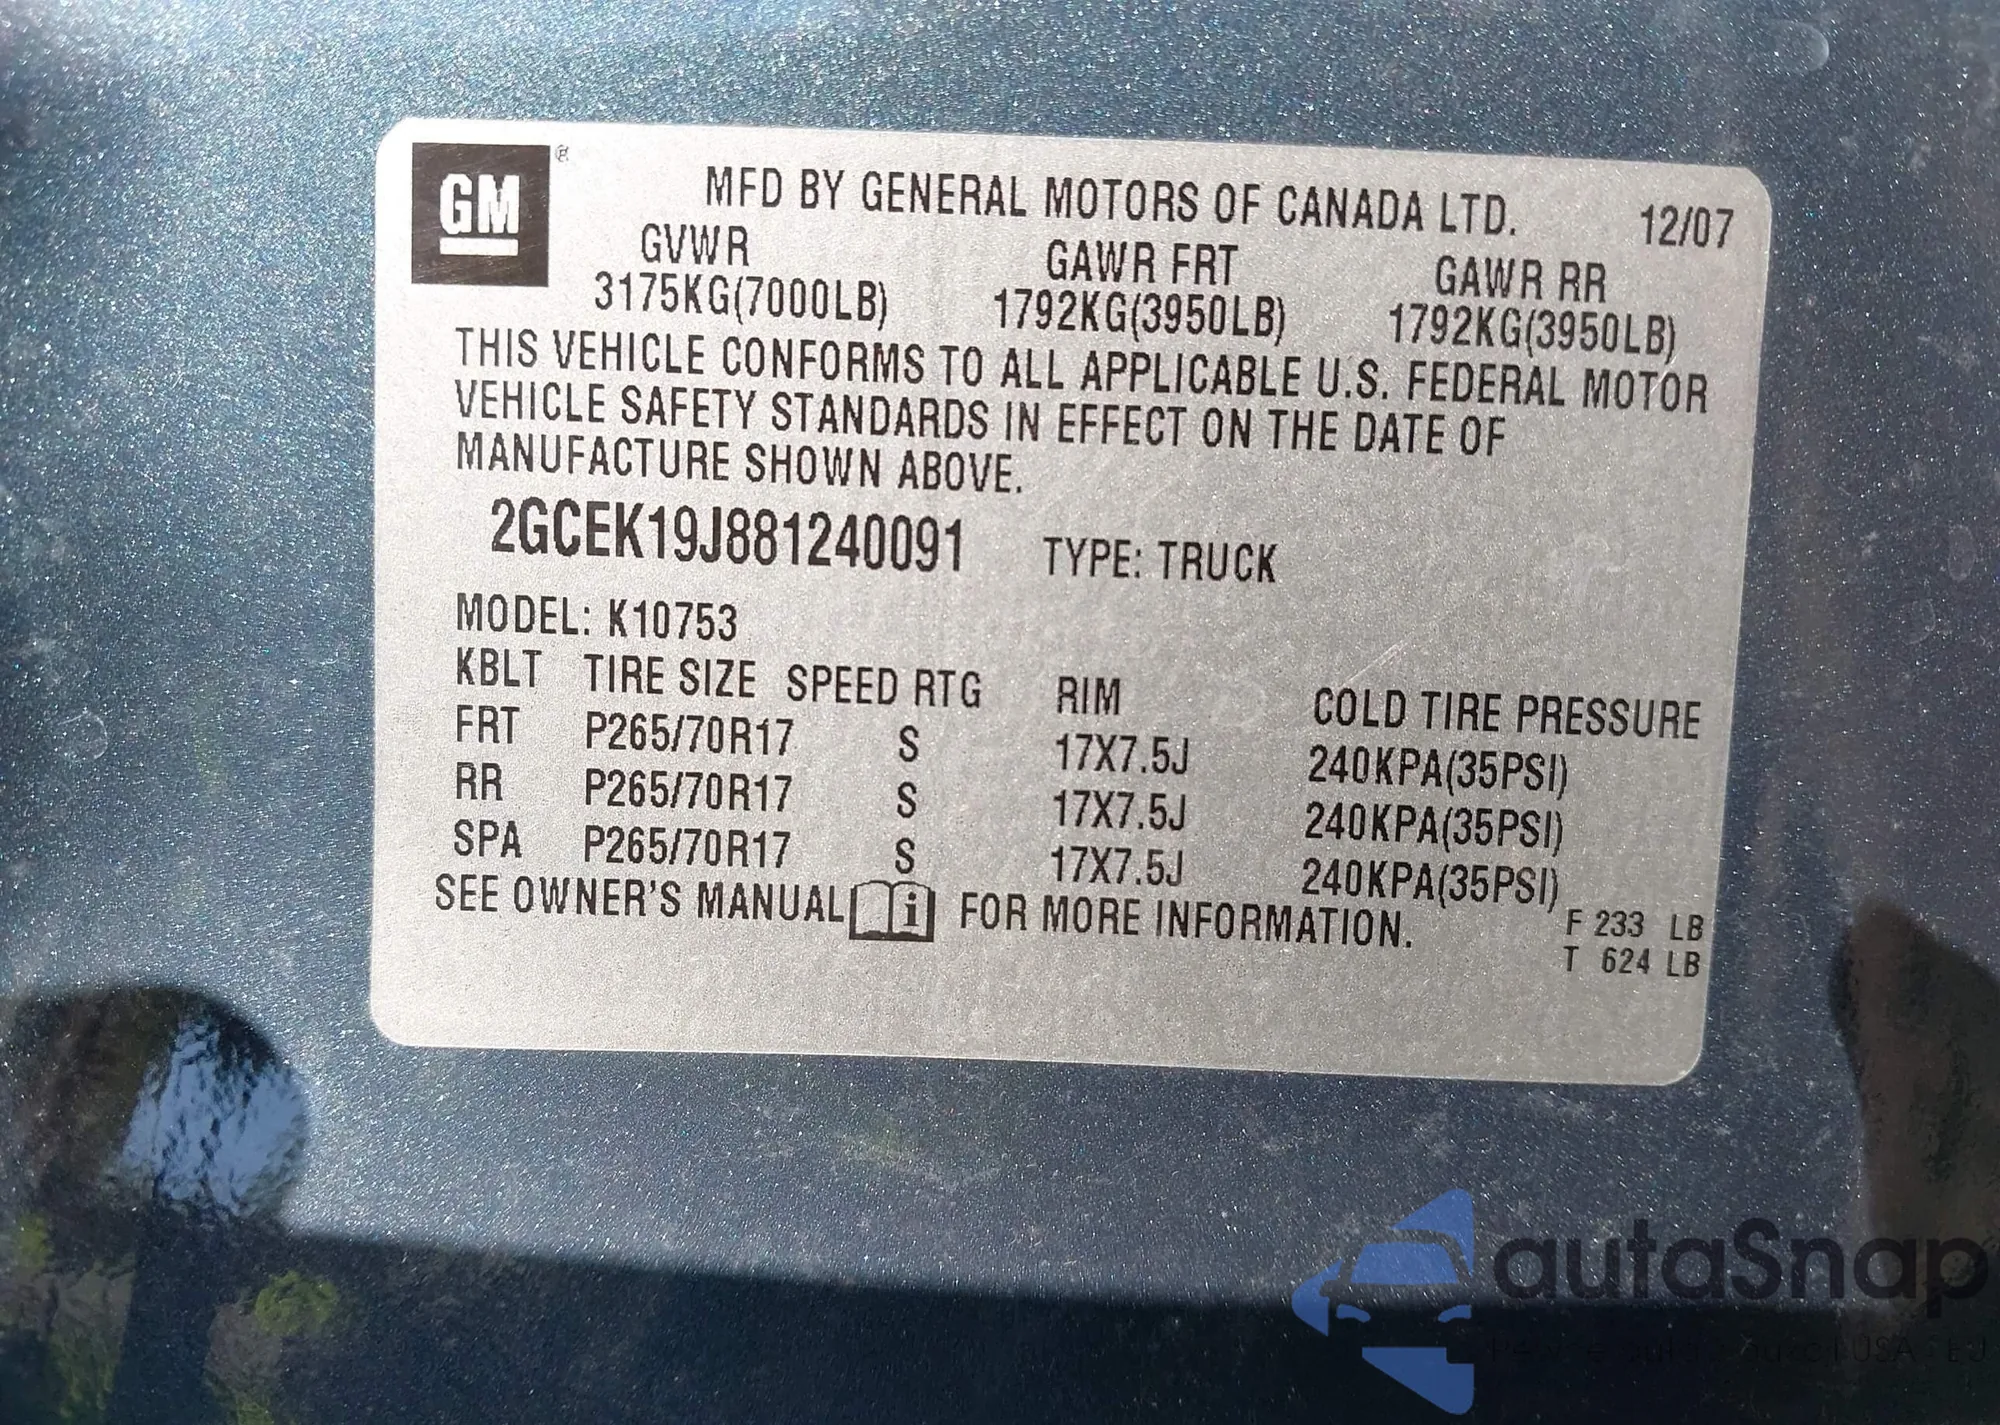 GM ®
MFD BY GENERAL MOTORS OF CANADA LTD. 12/07
GVWR GAWR FRT GAWR RR
3175KG(7000LB) 1792KG(3950LB) 1792KG(3950LB)
THIS VEHICLE CONFORMS TO ALL APPLICABLE U.S. FEDERAL MOTOR
VEHICLE SAFETY STANDARDS IN EFFECT ON THE DATE OF
MANUFACTURE SHOWN ABOVE.
2GCEK19J881240091 TYPE: TRUCK
MODEL: K10753
KBLT TIRE SIZE SPEED RTG RIM COLD TIRE PRESSURE
FRT P265/70R17 S 17X7.5J 240KPA(35PSI)
RR P265/70R17 S 17X7.5J 240KPA(35PSI)
SPA P265/70R17 S 17X7.5J 240KPA(35PSI)
SEE OWNER'S MANUAL i FOR MORE INFORMATION.
F 233 LB
T 624 LB
autaSnap
USA